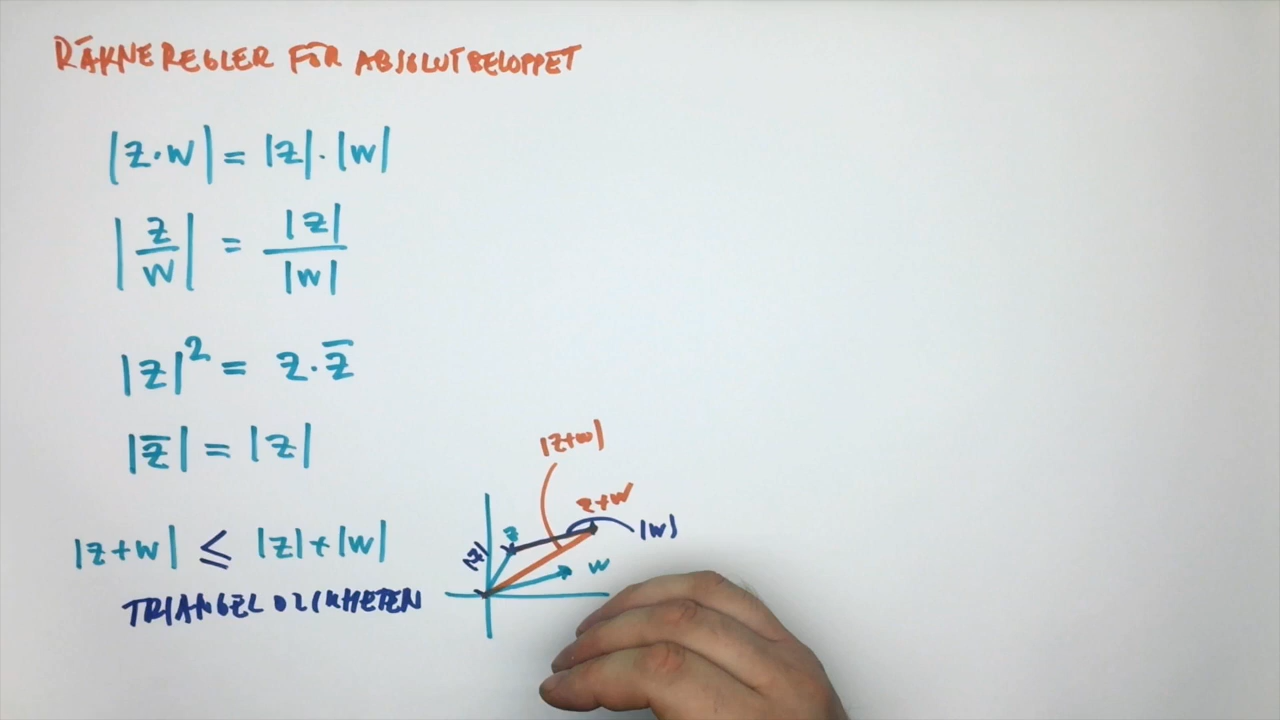 RÄKNEREGLER FÖR ABSOLUTBELOPPET
|z·w| = |z|·|w|
|z/w| = |z|/|w|
|z|² = z·z̅
|z̅| = |z|
|z+w| ≤ |z|+|w|
TRIANGELOLIKHETEN
|z+w|
z+w
z
|w|
|z|
w